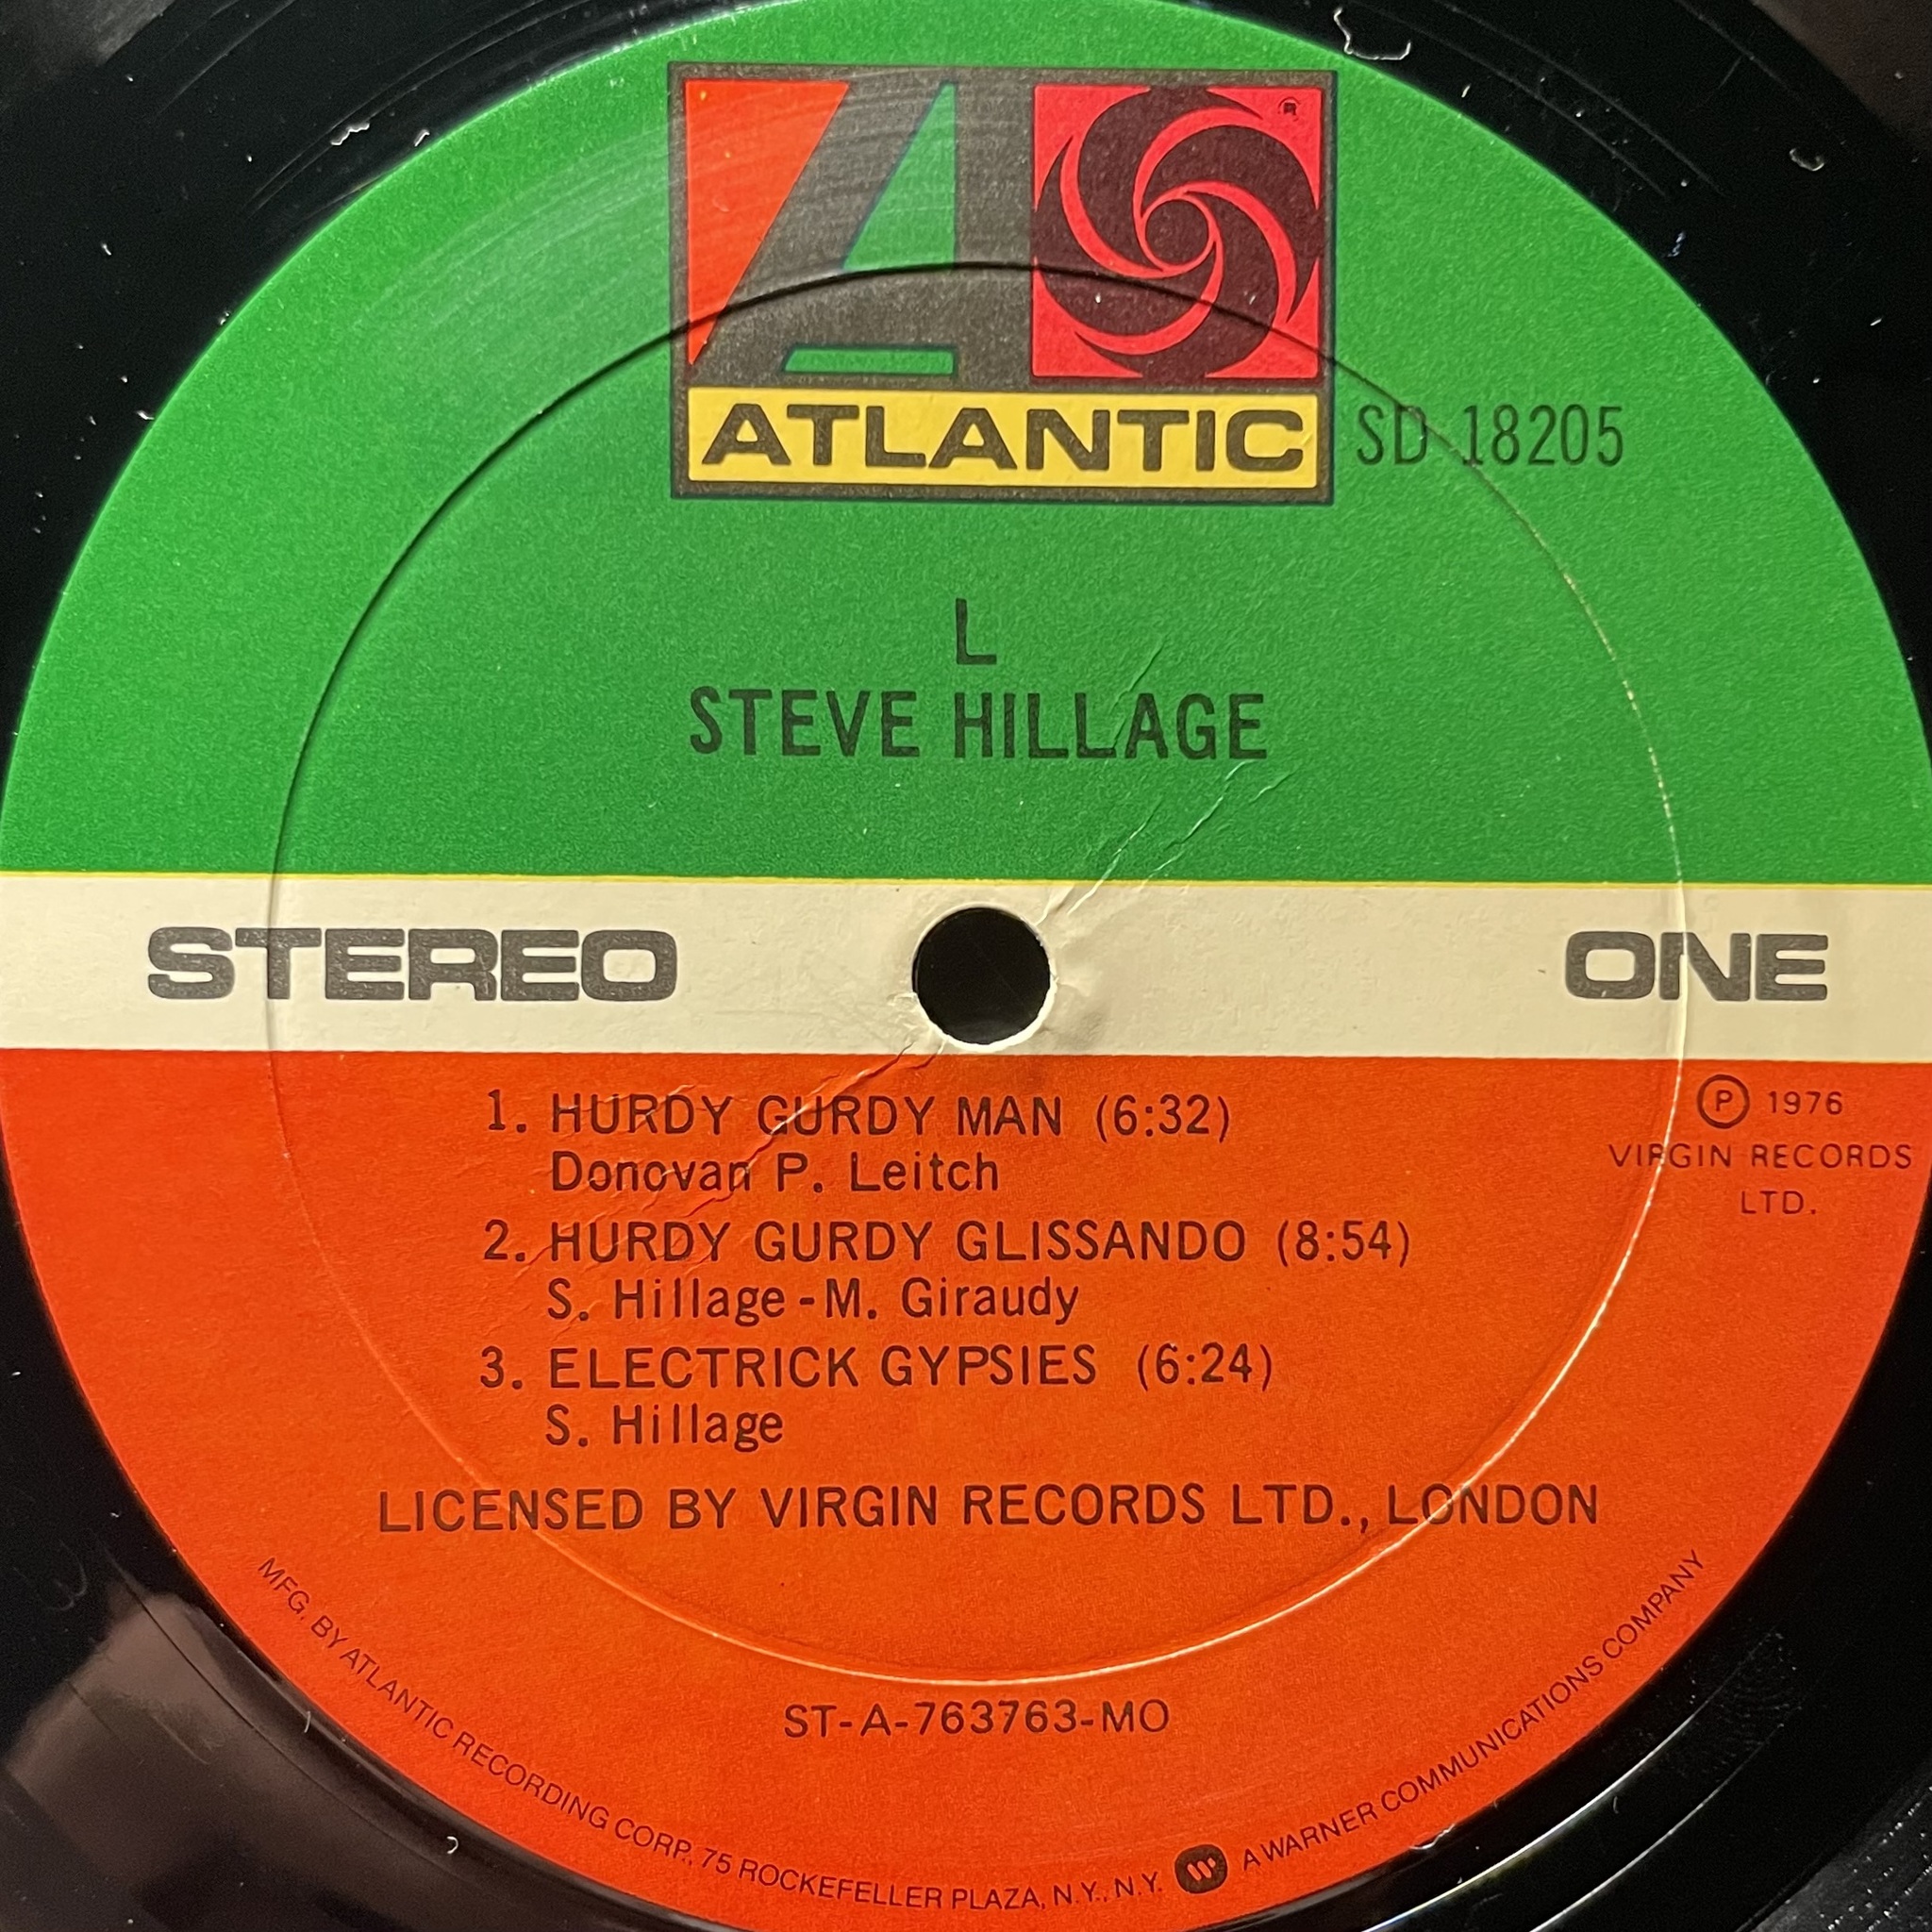 ATLANTIC
SD 18205
L
STEVE HILLAGE
STEREO
ONE
1. HURDY GURDY MAN (6:32)
Donovan P. Leitch
2. HURDY GURDY GLISSANDO (8:54)
S. Hillage - M. Giraudy
3. ELECTRICK GYPSIES (6:24)
S. Hillage
Ⓟ 1976
VIRGIN RECORDS
LTD.
LICENSED BY VIRGIN RECORDS LTD., LONDON
ST-A-763763-MO
MFG. BY ATLANTIC RECORDING CORP., 75 ROCKEFELLER PLAZA, N.Y., N.Y. A WARNER COMMUNICATIONS COMPANY